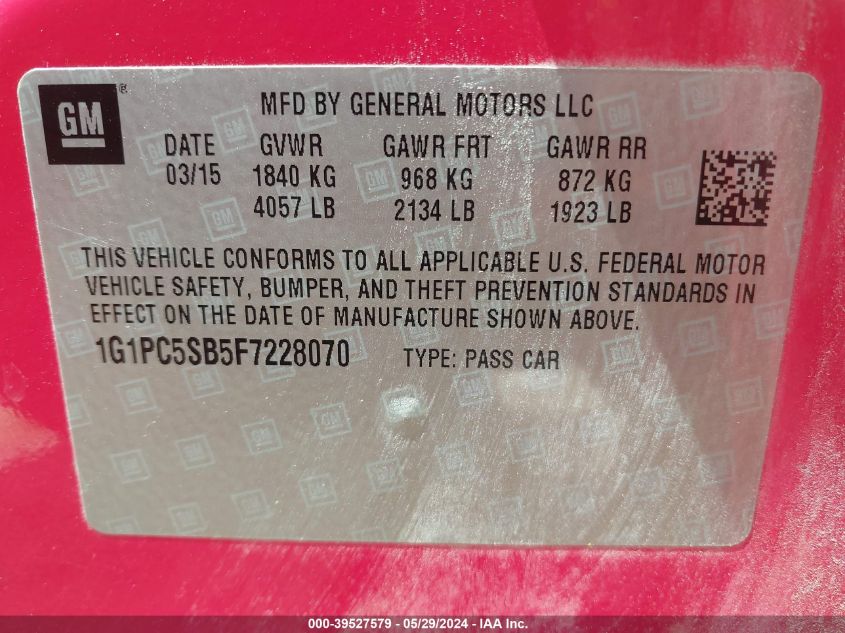 GM ® MFD BY GENERAL MOTORS LLC
DATE GVWR GAWR FRT GAWR RR
03/15 1840 KG 968 KG 872 KG
4057 LB 2134 LB 1923 LB
THIS VEHICLE CONFORMS TO ALL APPLICABLE U.S. FEDERAL MOTOR
VEHICLE SAFETY, BUMPER, AND THEFT PREVENTION STANDARDS IN
EFFECT ON THE DATE OF MANUFACTURE SHOWN ABOVE.
1G1PC5SB5F7228070 TYPE: PASS CAR
000-39527579 - 05/29/2024 - IAA Inc.